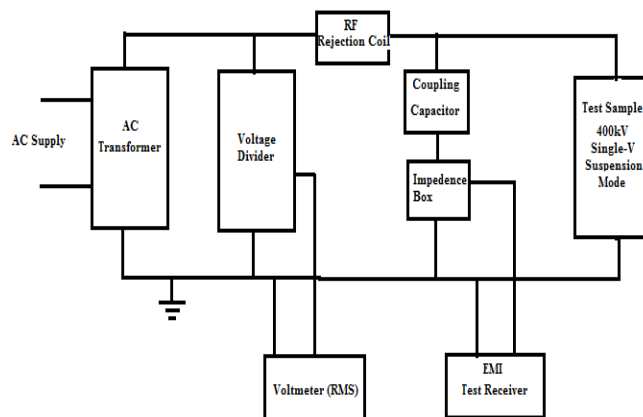 RF
Rejection Coil
AC Supply
AC
Transformer
Voltage
Divider
Coupling
Capacitor
Impedence
Box
Test Sample
400kV
Single-V
Suspension
Mode
Voltmeter (RMS)
EMI
Test Receiver